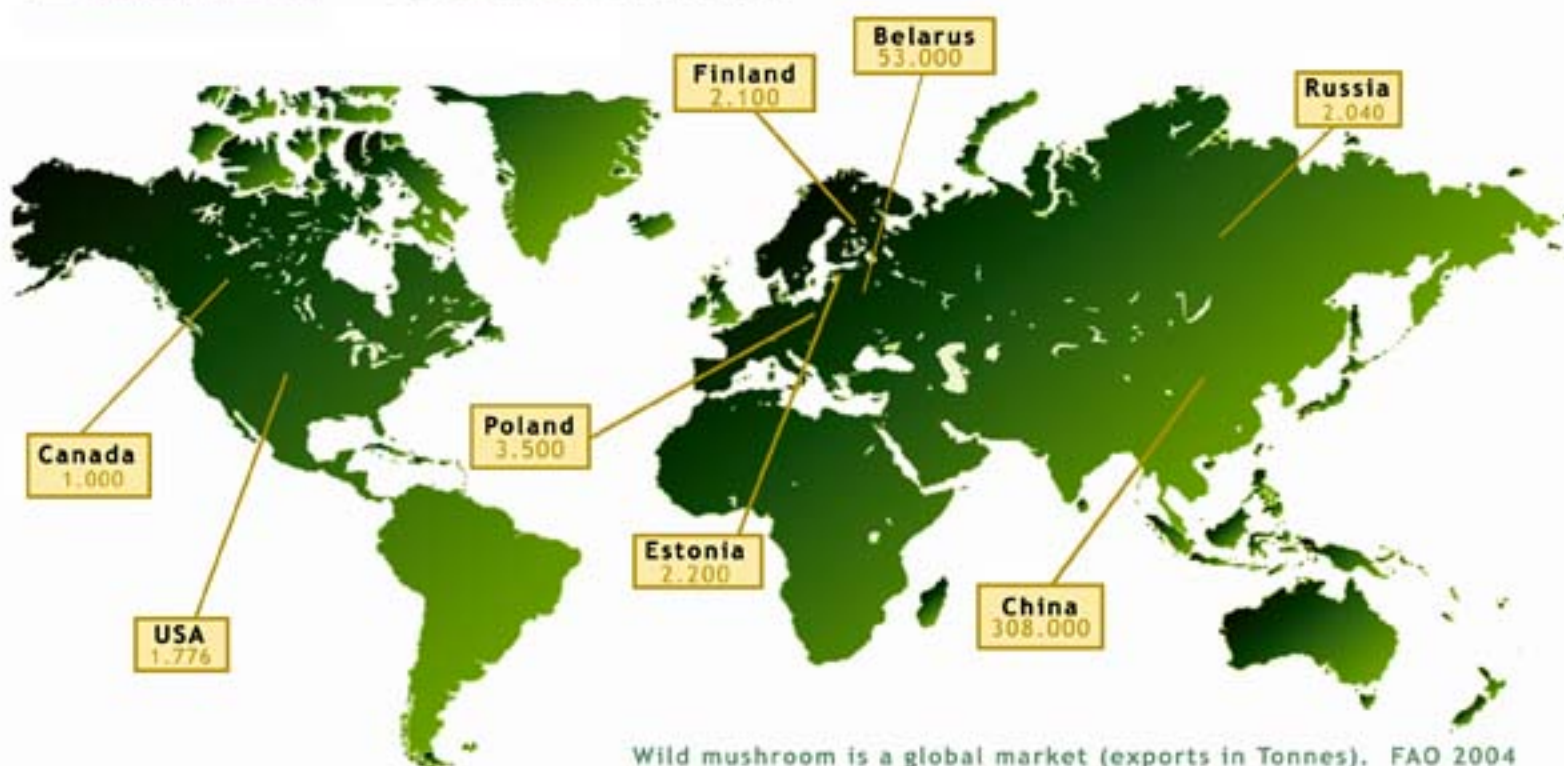 Belarus
53.000
Finland
2.100
Russia
2.040
Canada
1.000
Poland
3.500
Estonia
2.200
China
308.000
USA
1.776
Wild mushroom is a global market (exports in Tonnes). FAO 2004